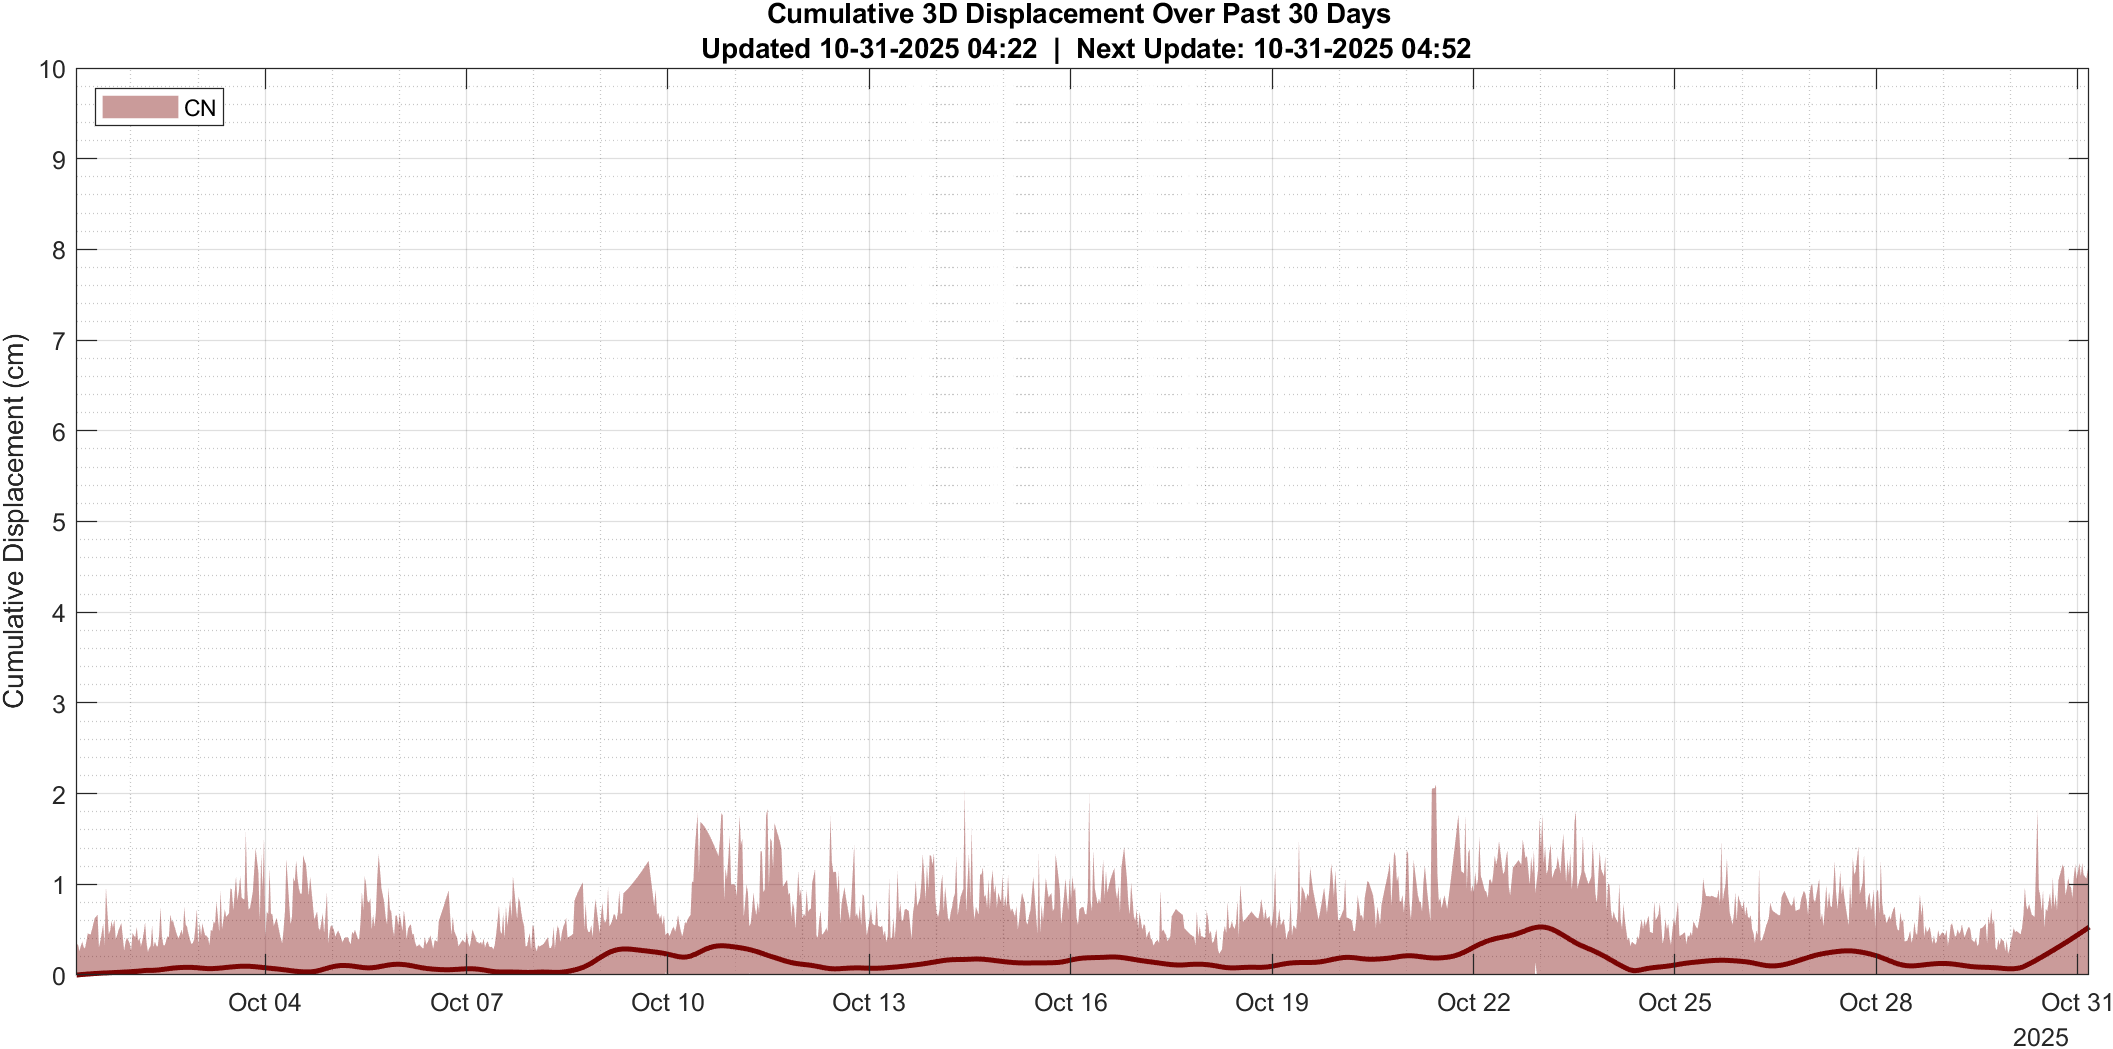 Cumulative 3D Displacement Over Past 30 Days
Updated 10-31-2025 04:22 | Next Update: 10-31-2025 04:52
CN
Cumulative Displacement (cm)
10
9
8
7
6
5
4
3
2
1
0
Oct 04 Oct 07 Oct 10 Oct 13 Oct 16 Oct 19 Oct 22 Oct 25 Oct 28 Oct 31
2025